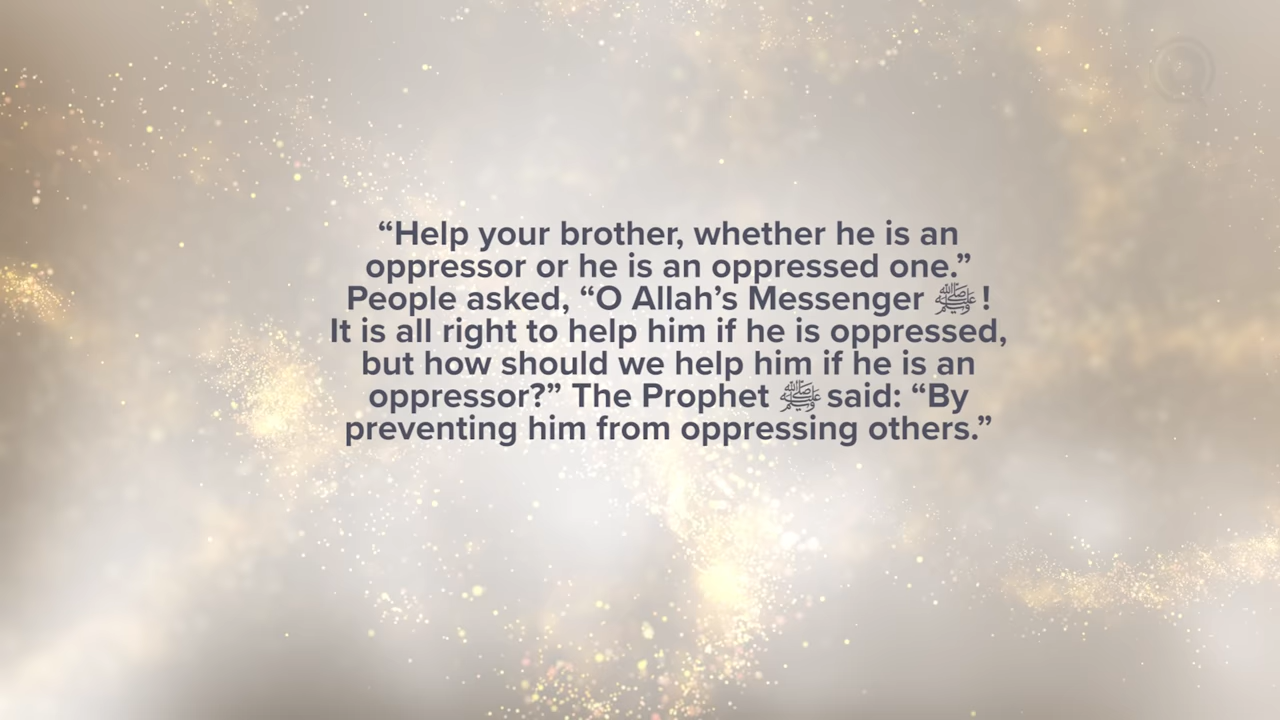 “Help your brother, whether he is an
oppressor or he is an oppressed one.”
People asked, “O Allah’s Messenger ﷺ !
It is all right to help him if he is oppressed,
but how should we help him if he is an
oppressor?” The Prophet ﷺ said: “By
preventing him from oppressing others.”